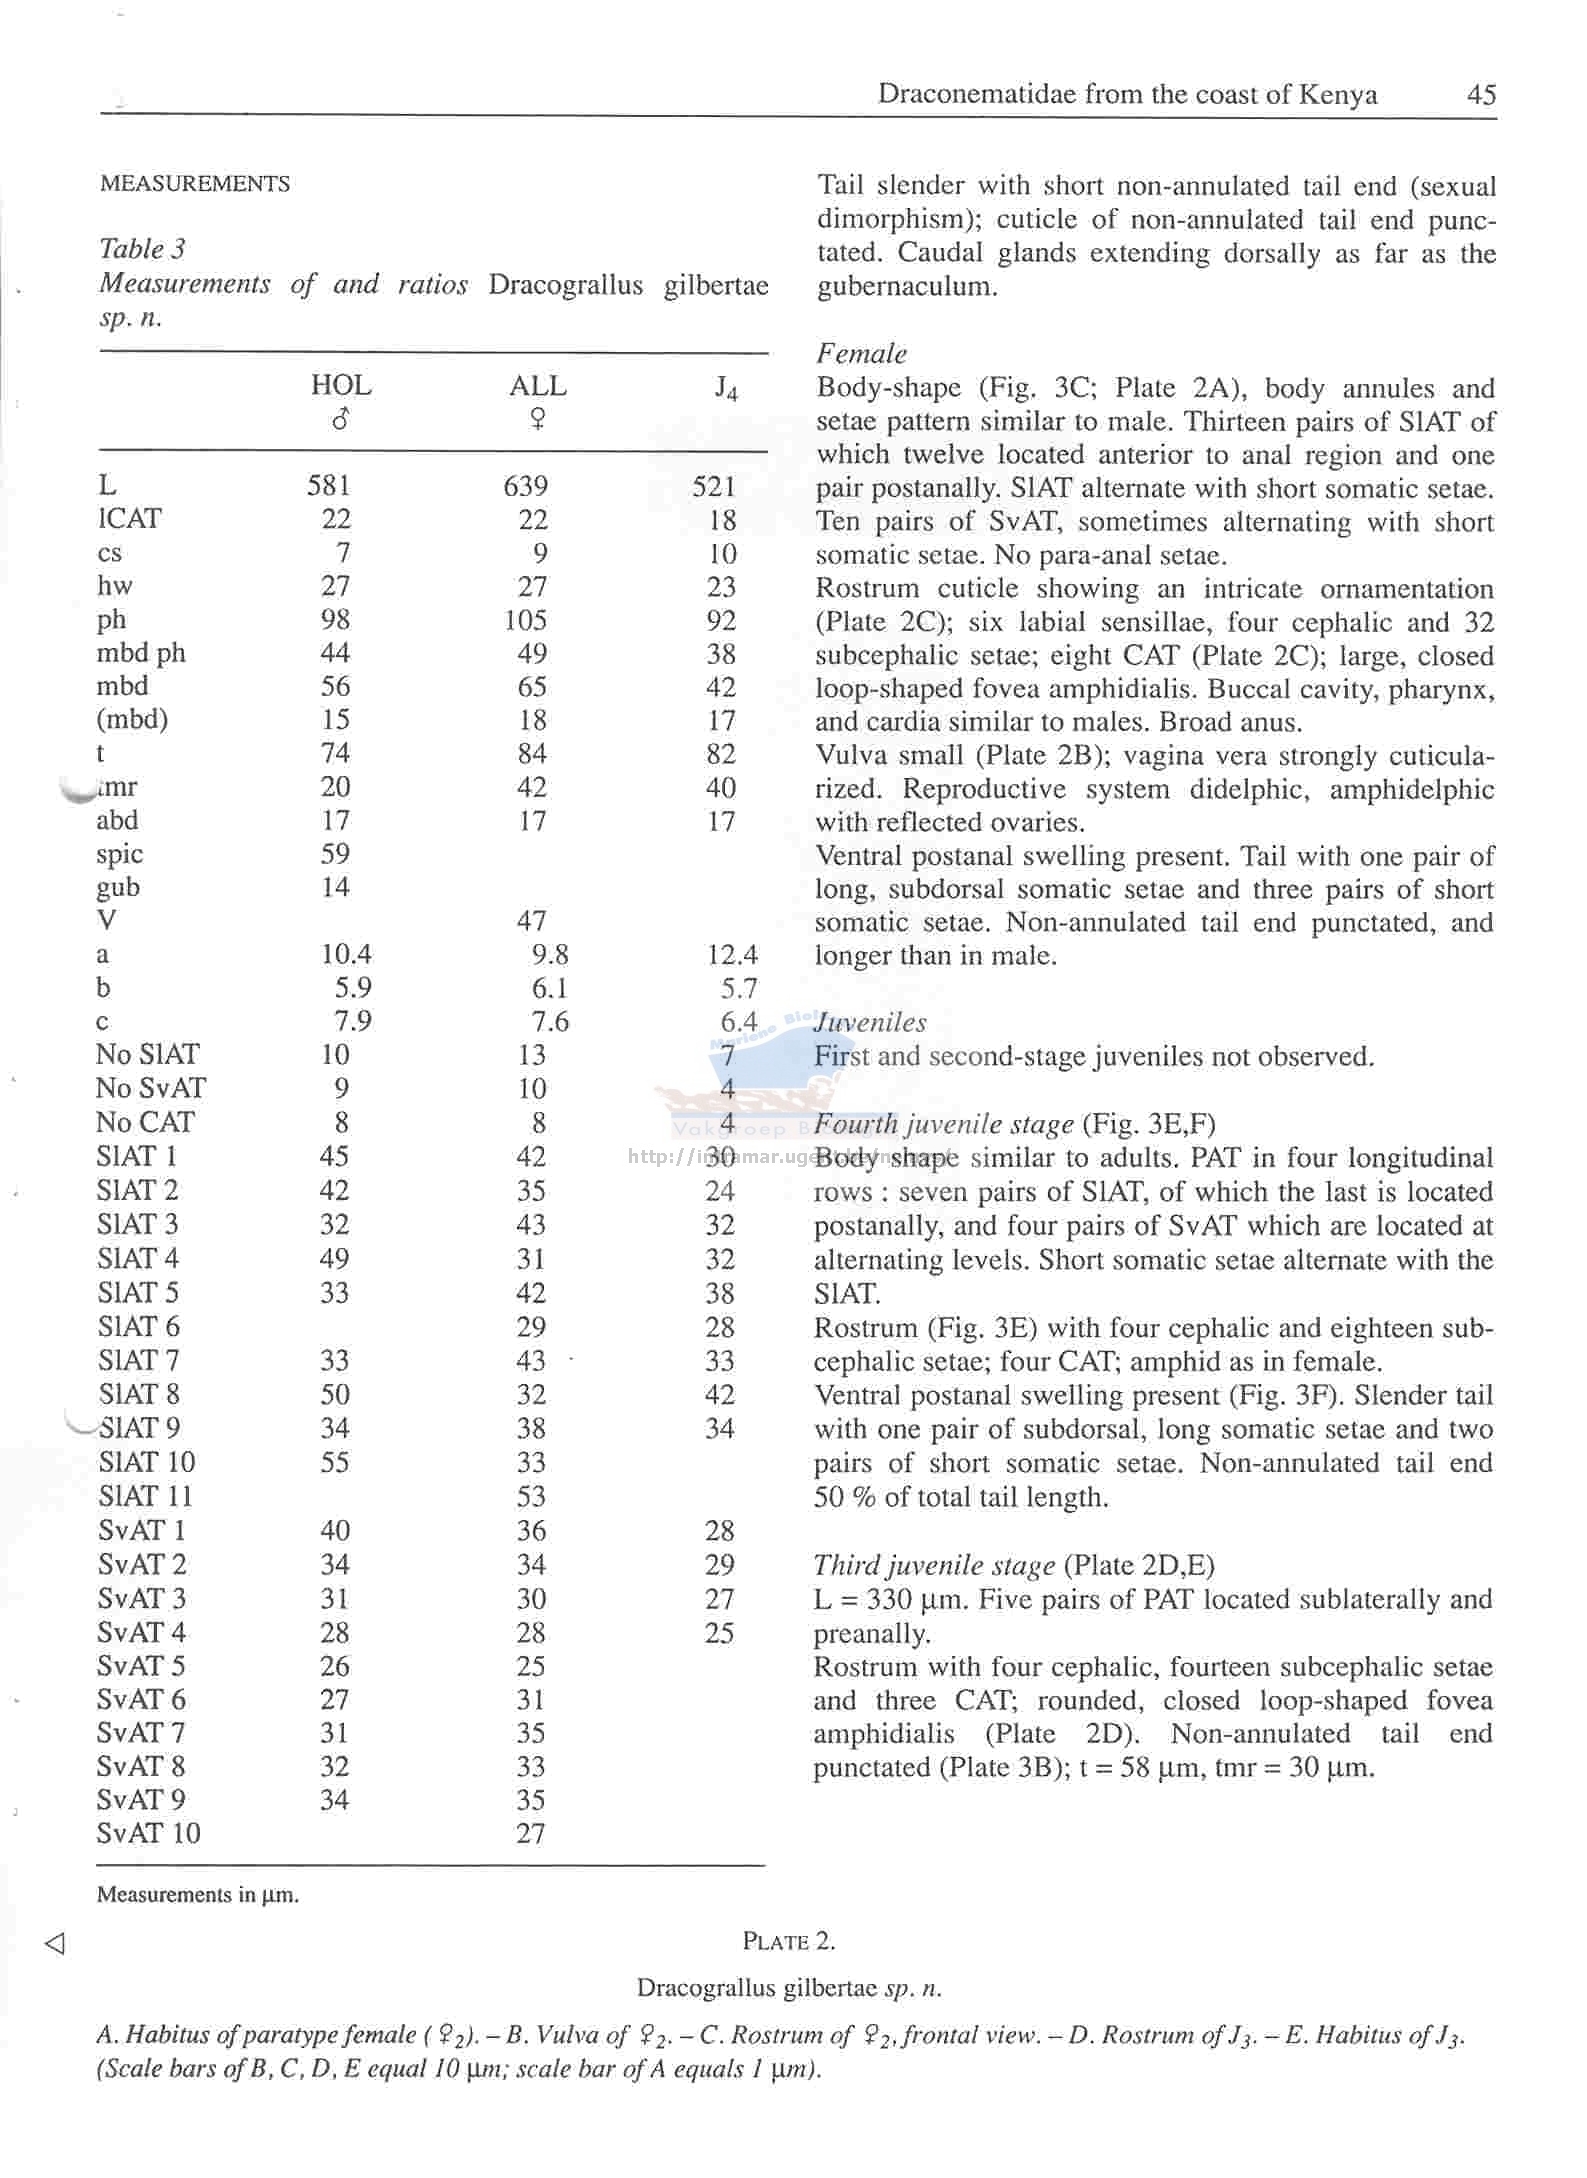 Draconematidae from the coast of Kenya 45
MEASUREMENTS
Table 3
Measurements of and ratios Dracograllus gilbertae
sp. n.
HOL ALL J4
♂ ♀
L 581 639 521
lCAT 22 22 18
cs 7 9 10
hw 27 27 23
ph 98 105 92
mbd ph 44 49 38
mbd 56 65 42
(mbd) 15 18 17
t 74 84 82
tmr 20 42 40
abd 17 17 17
spic 59
gub 14
V 47
a 10.4 9.8 12.4
b 5.9 6.1 5.7
c 7.9 7.6 6.4
No SlAT 10 13 7
No SvAT 9 10 4
No CAT 8 8 4
SlAT 1 45 42 30
SlAT 2 42 35 24
SlAT 3 32 43 32
SlAT 4 49 31 32
SlAT 5 33 42 38
SlAT 6 29 28
SlAT 7 33 43 33
SlAT 8 50 32 42
SlAT 9 34 38 34
SlAT 10 55 33
SlAT 11 53
SvAT 1 40 36 28
SvAT 2 34 34 29
SvAT 3 31 30 27
SvAT 4 28 28 25
SvAT 5 26 25
SvAT 6 27 31
SvAT 7 31 35
SvAT 8 32 33
SvAT 9 34 35
SvAT 10 27
Measurements in µm.
Tail slender with short non-annulated tail end (sexual
dimorphism); cuticle of non-annulated tail end punc-
tated. Caudal glands extending dorsally as far as the
gubernaculum.
Female
Body-shape (Fig. 3C; Plate 2A), body annules and
setae pattern similar to male. Thirteen pairs of SlAT of
which twelve located anterior to anal region and one
pair postanally. SlAT alternate with short somatic setae.
Ten pairs of SvAT, sometimes alternating with short
somatic setae. No para-anal setae.
Rostrum cuticle showing an intricate ornamentation
(Plate 2C); six labial sensillae, four cephalic and 32
subcephalic setae; eight CAT (Plate 2C); large, closed
loop-shaped fovea amphidialis. Buccal cavity, pharynx,
and cardia similar to males. Broad anus.
Vulva small (Plate 2B); vagina vera strongly cuticula-
rized. Reproductive system didelphic, amphidelphic
with reflected ovaries.
Ventral postanal swelling present. Tail with one pair of
long, subdorsal somatic setae and three pairs of short
somatic setae. Non-annulated tail end punctated, and
longer than in male.
Juveniles
First and second-stage juveniles not observed.
Fourth juvenile stage (Fig. 3E,F)
Body shape similar to adults. PAT in four longitudinal
rows : seven pairs of SlAT, of which the last is located
postanally, and four pairs of SvAT which are located at
alternating levels. Short somatic setae alternate with the
SlAT.
Rostrum (Fig. 3E) with four cephalic and eighteen sub-
cephalic setae; four CAT; amphid as in female.
Ventral postanal swelling present (Fig. 3F). Slender tail
with one pair of subdorsal, long somatic setae and two
pairs of short somatic setae. Non-annulated tail end
50 % of total tail length.
Third juvenile stage (Plate 2D,E)
L = 330 µm. Five pairs of PAT located sublaterally and
preanally.
Rostrum with four cephalic, fourteen subcephalic setae
and three CAT; rounded, closed loop-shaped fovea
amphidialis (Plate 2D). Non-annulated tail end
punctated (Plate 3B); t = 58 µm, tmr = 30 µm.
PLATE 2.
Dracograllus gilbertae sp. n.
A. Habitus of paratype female (♀2). – B. Vulva of ♀2. – C. Rostrum of ♀2, frontal view. – D. Rostrum of J3. – E. Habitus of J3.
(Scale bars of B, C, D, E equal 10 µm; scale bar of A equals 1 µm).
Vakgroep